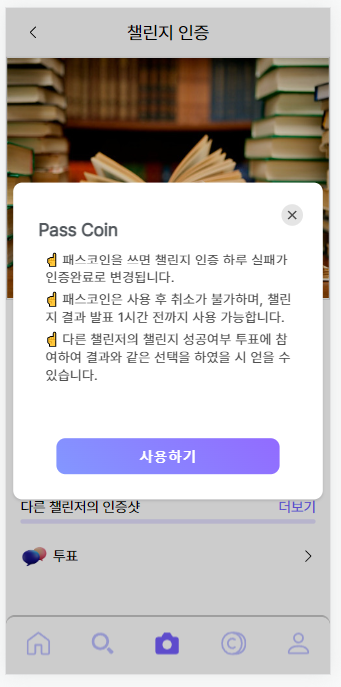 챌린지 인증
Pass Coin
☝ 패스코인을 쓰면 챌린지 인증 하루 실패가
인증완료로 변경됩니다.
☝ 패스코인은 사용 후 취소가 불가하며, 챌린
지 결과 발표 1시간 전까지 사용 가능합니다.
☝ 다른 챌린저의 챌린지 성공여부 투표에 참
여하여 결과와 같은 선택을 하였을 시 얻을 수
있습니다.
사용하기
다른 챌린저의 인증샷 더보기
투표